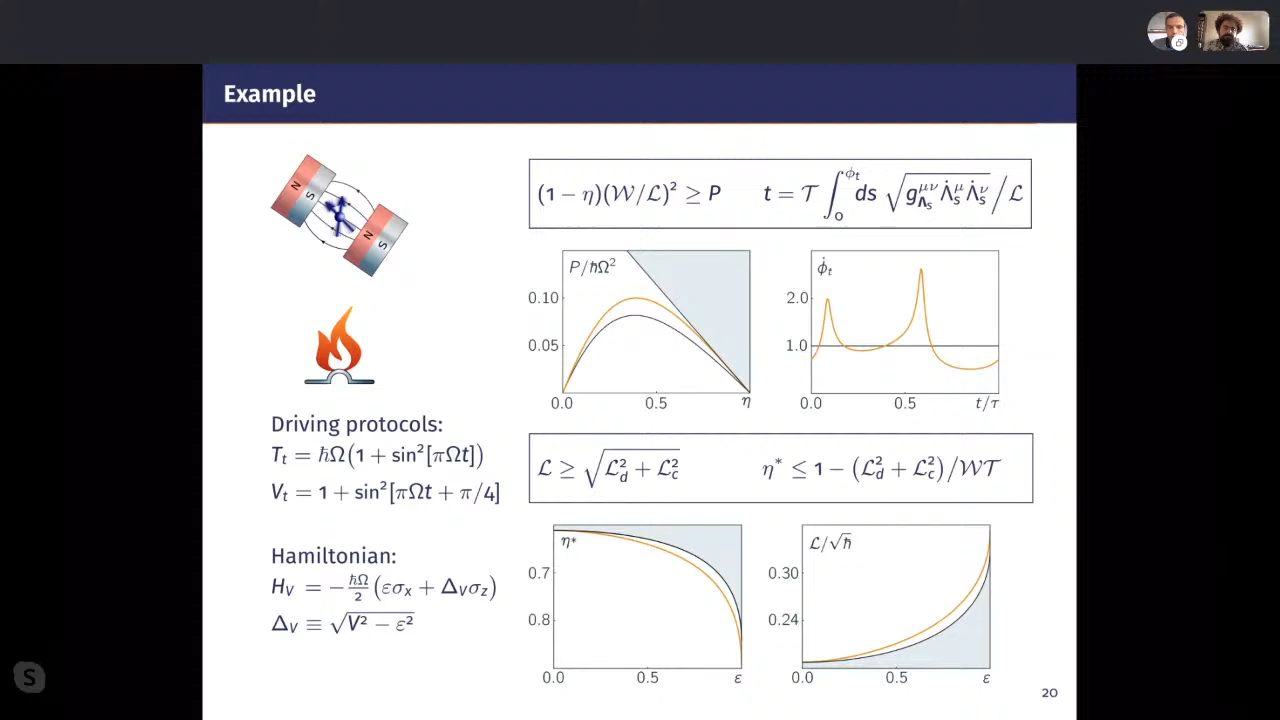 Example
N
S
N
S
(1 − η)(𝒲/ℒ)² ≥ P  t = 𝒯 ∫₀^{ϕₜ} ds √(g^{μν}_{Λₛ} Λ̇ₛ^μ Λ̇ₛ^ν) / ℒ
P/ℏΩ²
0.10
0.05
0.0 0.5 η
ϕ̇ₜ
2.0
1.0
0.0 0.5 t/τ
Driving protocols:
Tₜ = ℏΩ(1 + sin²[πΩt])
Vₜ = 1 + sin²[πΩt + π/4]
ℒ ≥ √(ℒ_d² + ℒ_c²)  η* ≤ 1 − (ℒ_d² + ℒ_c²)/𝒲𝒯
Hamiltonian:
H_V = −ℏΩ/2 (εσₓ + Δ_V σ_z)
Δ_V ≡ √(V² − ε²)
η*
0.7
0.8
0.0 0.5 ε
ℒ/√ℏ
0.30
0.24
0.0 0.5 ε
S
20